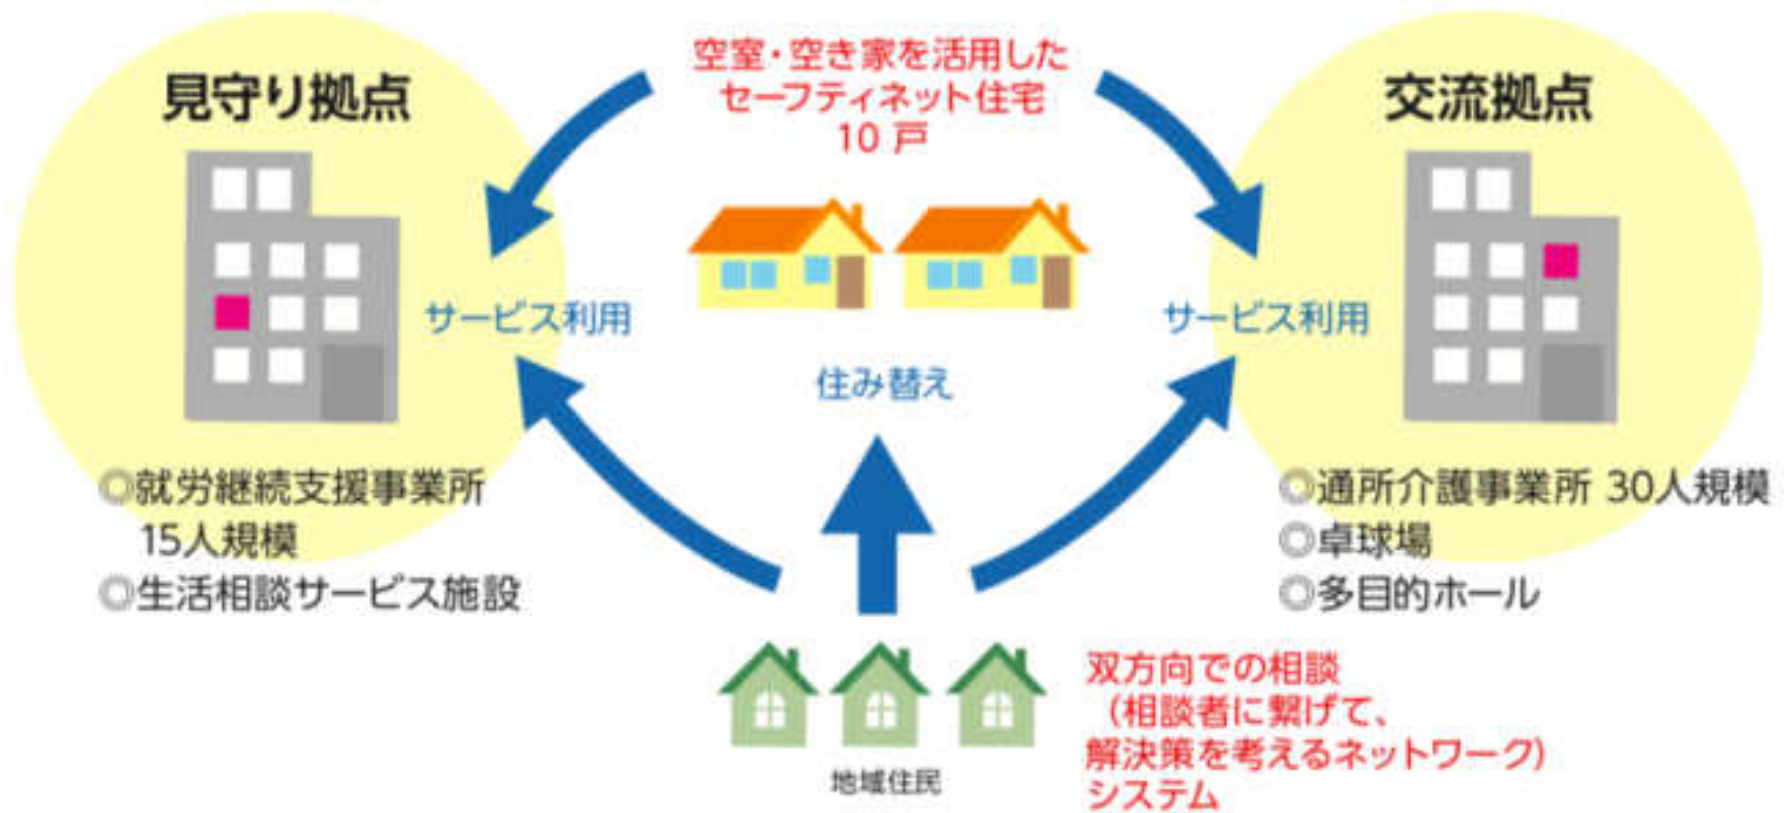 空室・空き家を活用した
セーフティネット住宅
10 戸
見守り拠点
交流拠点
サービス利用
サービス利用
住み替え
◎就労継続支援事業所
15人規模
◎生活相談サービス施設
◎通所介護事業所 30人規模
◎卓球場
◎多目的ホール
地域住民
双方向での相談
（相談者に繋げて、
解決策を考えるネットワーク）
システム